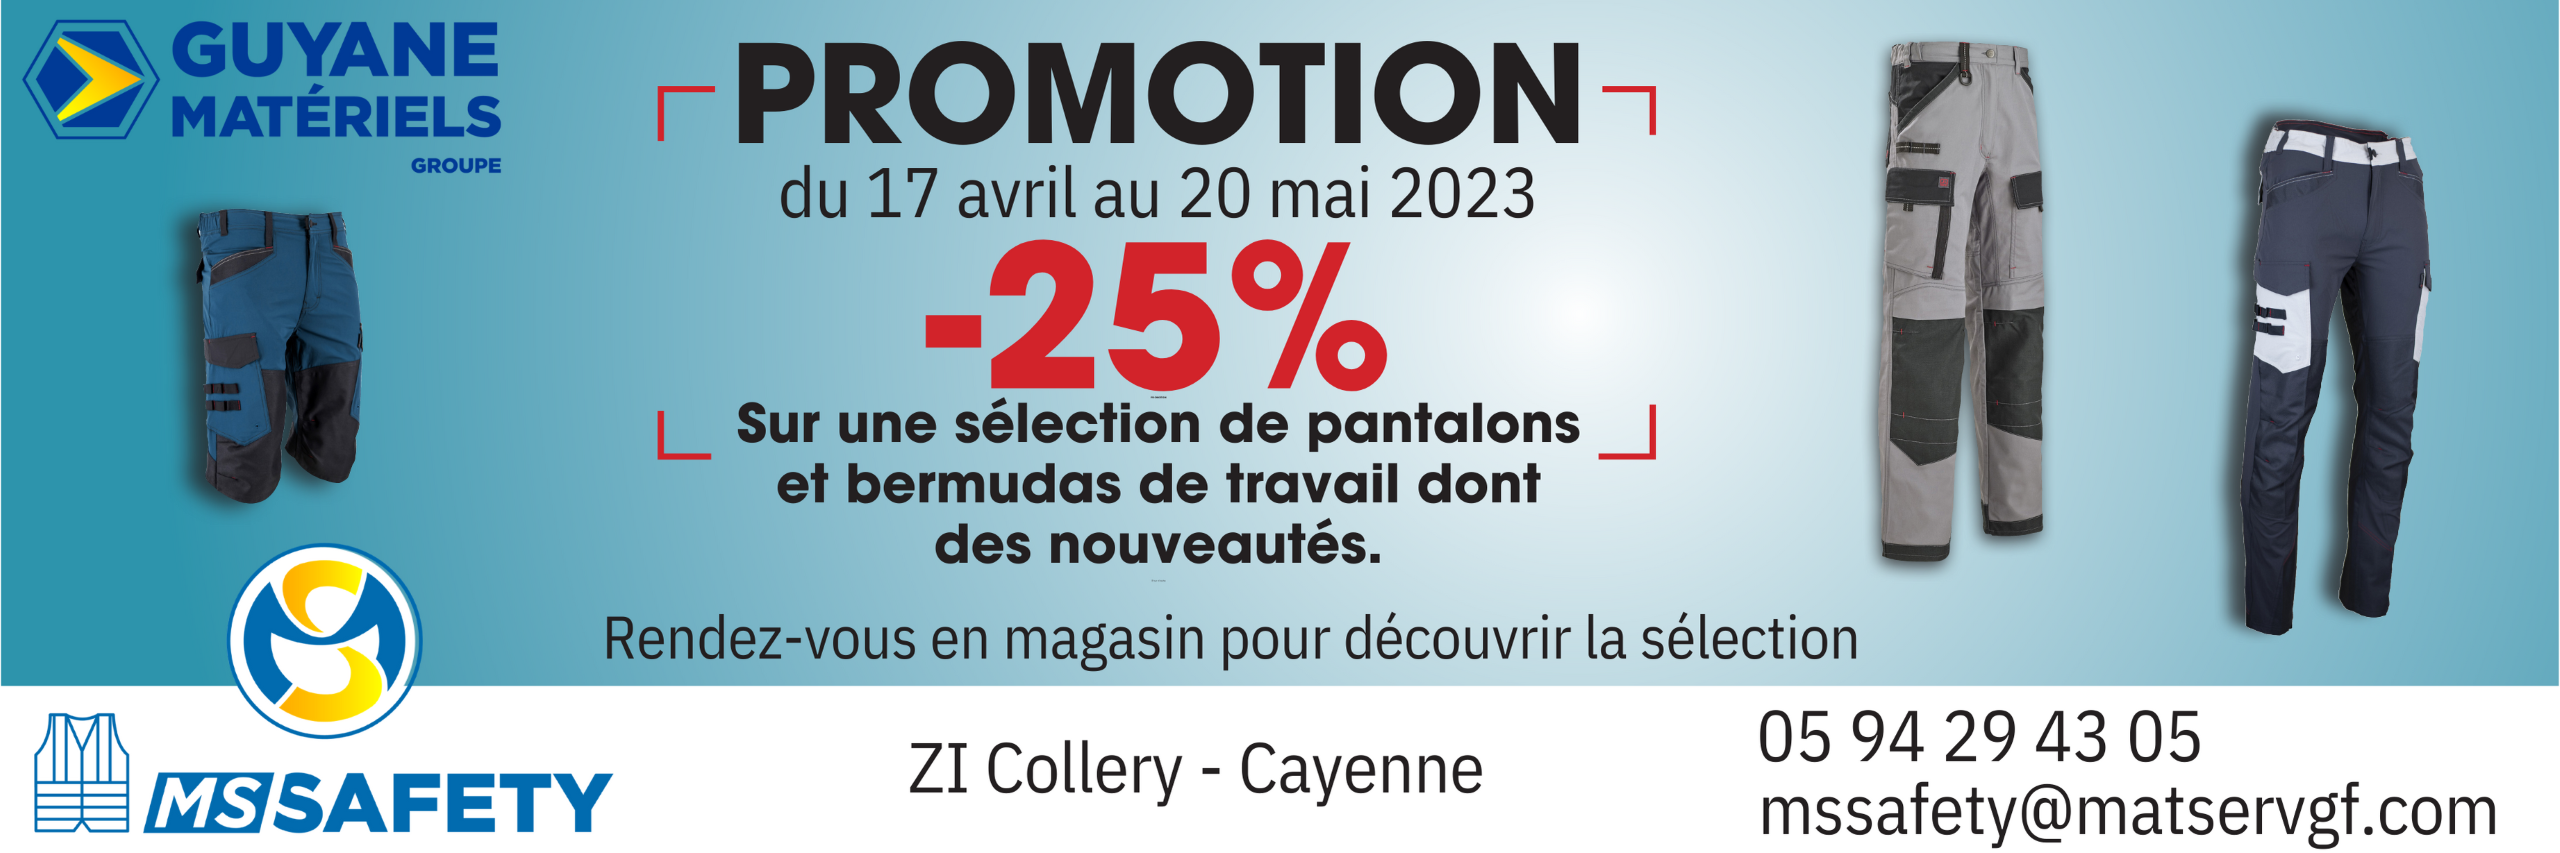 GUYANE
MATÉRIELS
GROUPE
PROMOTION
du 17 avril au 20 mai 2023
-25%
Sur une sélection de pantalons
et bermudas de travail dont
des nouveautés.
Rendez-vous en magasin pour découvrir la sélection
MS SAFETY
ZI Collery - Cayenne
05 94 29 43 05
mssafety@matservgf.com